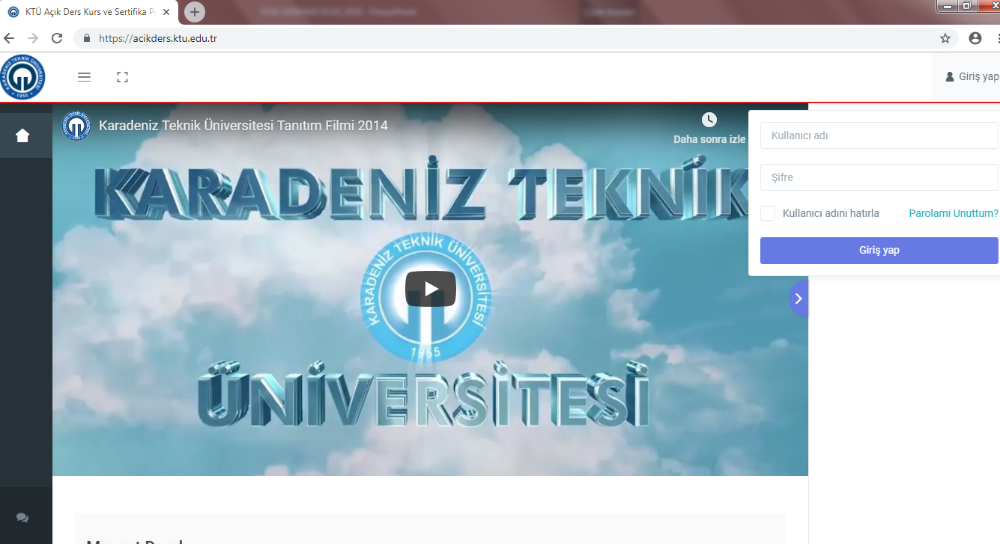 KTÜ Açık Ders Kurs ve Sertifika P
https://acikders.ktu.edu.tr
KARADENİZ TEKNİK ÜNİVERSİTESİ
1955
Giriş yap
Karadeniz Teknik Üniversitesi Tanıtım Filmi 2014
Daha sonra izle
Kullanıcı adı
Şifre
Kullanıcı adını hatırla
Parolamı Unuttum?
Giriş yap
KARADENİZ TEKNİK
KARADENİZ TEKNİK ÜNİVERSİTESİ
1955
ÜNİVERSİTESİ